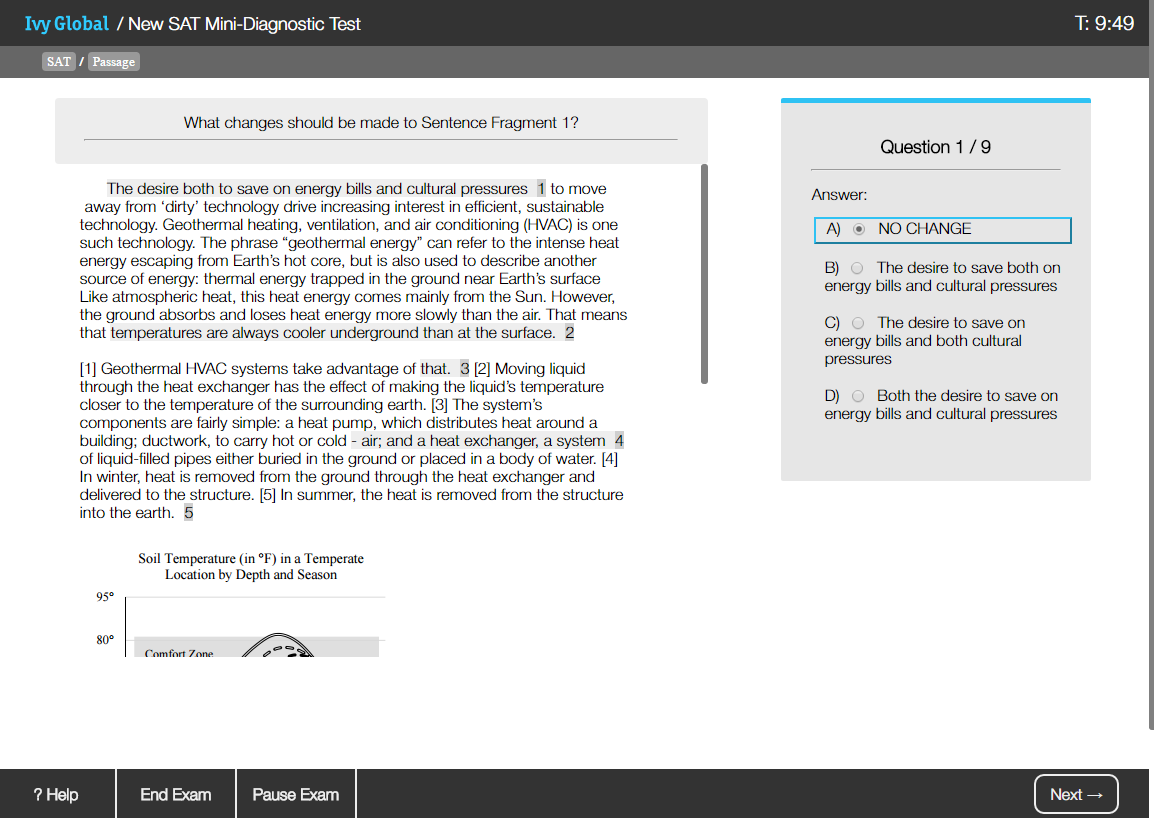 Ivy Global / New SAT Mini-Diagnostic Test
T: 9:49
SAT / Passage
What changes should be made to Sentence Fragment 1?
The desire both to save on energy bills and cultural pressures 1 to move
away from ‘dirty’ technology drive increasing interest in efficient, sustainable
technology. Geothermal heating, ventilation, and air conditioning (HVAC) is one
such technology. The phrase “geothermal energy” can refer to the intense heat
energy escaping from Earth’s hot core, but is also used to describe another
source of energy: thermal energy trapped in the ground near Earth’s surface
Like atmospheric heat, this heat energy comes mainly from the Sun. However,
the ground absorbs and loses heat energy more slowly than the air. That means
that temperatures are always cooler underground than at the surface. 2
[1] Geothermal HVAC systems take advantage of that. 3 [2] Moving liquid
through the heat exchanger has the effect of making the liquid’s temperature
closer to the temperature of the surrounding earth. [3] The system’s
components are fairly simple: a heat pump, which distributes heat around a
building; ductwork, to carry hot or cold - air; and a heat exchanger, a system 4
of liquid-filled pipes either buried in the ground or placed in a body of water. [4]
In winter, heat is removed from the ground through the heat exchanger and
delivered to the structure. [5] In summer, the heat is removed from the structure
into the earth. 5
Soil Temperature (in °F) in a Temperate
Location by Depth and Season
95°
80°
Comfort Zone
Question 1 / 9
Answer:
A) NO CHANGE
B) The desire to save both on
energy bills and cultural pressures
C) The desire to save on
energy bills and both cultural
pressures
D) Both the desire to save on
energy bills and cultural pressures
? Help
End Exam
Pause Exam
Next →